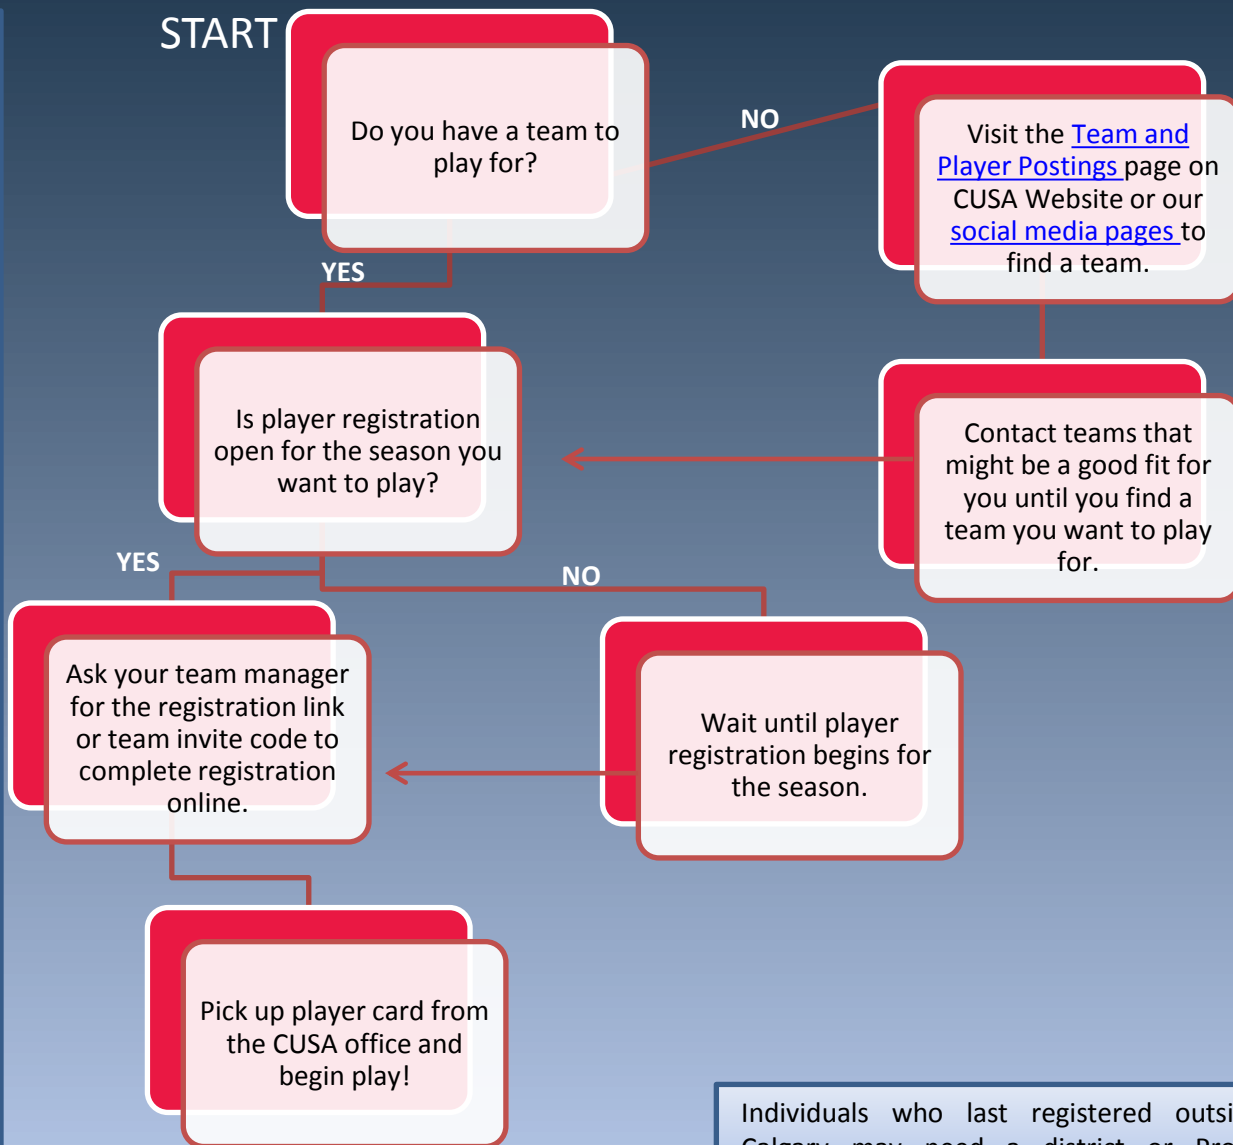 START
Do you have a team to
play for?
NO
Visit the Team and
Player Postings page on
CUSA Website or our
social media pages to
find a team.
YES
Is player registration
open for the season you
want to play?
Contact teams that
might be a good fit for
you until you find a
team you want to play
for.
YES
NO
Ask your team manager
for the registration link
or team invite code to
complete registration
online.
Wait until player
registration begins for
the season.
Pick up player card from
the CUSA office and
begin play!
Individuals who last registered
Calgary may need a district or